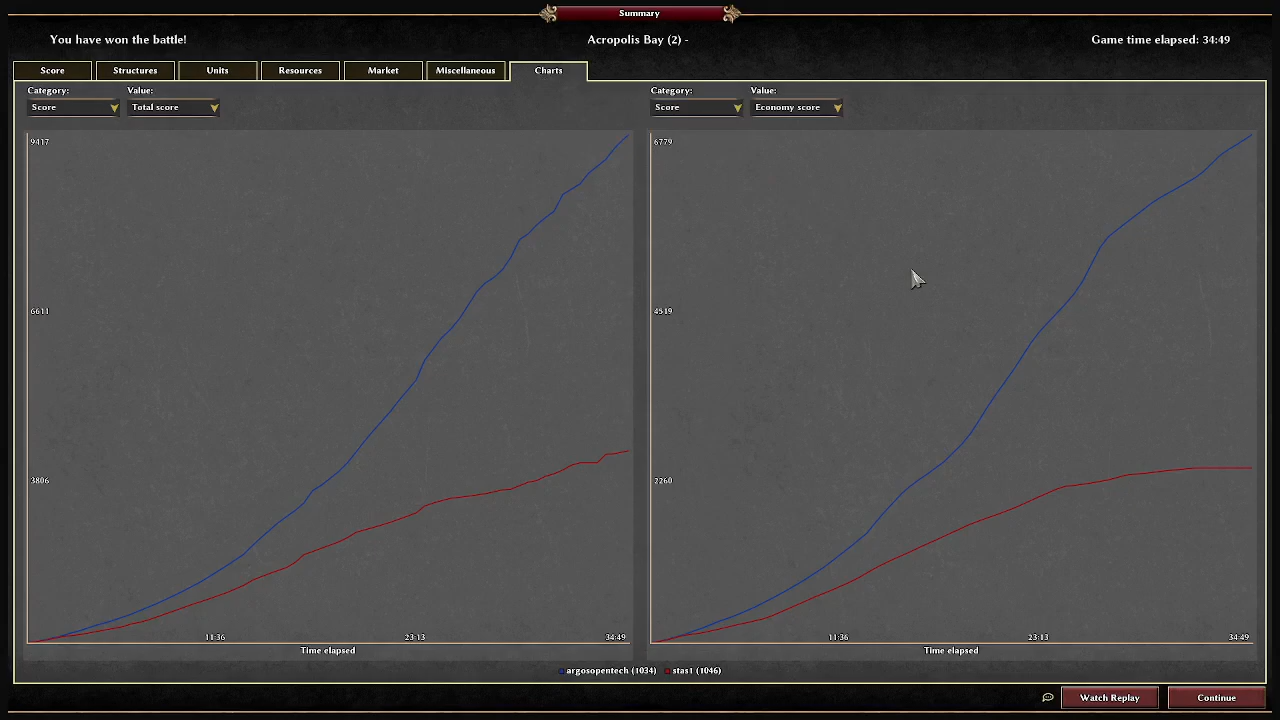 Summary
You have won the battle!
Acropolis Bay (2) -
Game time elapsed: 34:49
Score
Structures
Units
Resources
Market
Miscellaneous
Charts
Category:
Value:
Score
Total score
Category:
Value:
Score
Economy score
9417
6611
3806
11:36
23:13
34:49
Time elapsed
6779
4519
2260
11:36
23:13
34:49
Time elapsed
argosopentech (1034)
stas1 (1046)
Watch Replay
Continue